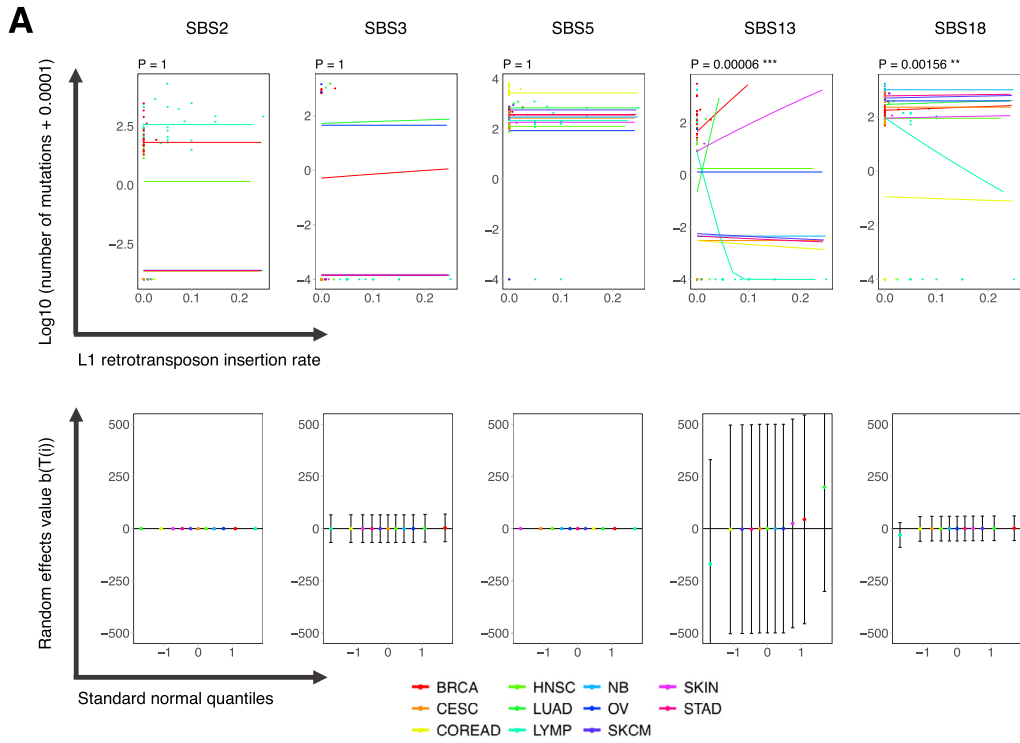 A
SBS2 SBS3 SBS5 SBS13 SBS18
P = 1 P = 1 P = 1 P = 0.00006 *** P = 0.00156 **
Log10 (number of mutations + 0.0001)
2.5 0.0 −2.5
2 0 −2 −4
4 2 0 −2 −4
2 0 −2 −4
2 0 −2 −4
0.0 0.1 0.2 0.0 0.1 0.2 0.0 0.1 0.2 0.0 0.1 0.2 0.0 0.1 0.2
L1 retrotransposon insertion rate
Random effects value b(T(i))
500 250 0 −250 −500
500 250 0 −250 −500
500 250 0 −250 −500
500 250 0 −250 −500
500 250 0 −250 −500
−1 0 1 −1 0 1 −1 0 1 −1 0 1 −1 0 1
Standard normal quantiles
BRCA HNSC NB SKIN
CESC LUAD OV STAD
COREAD LYMP SKCM